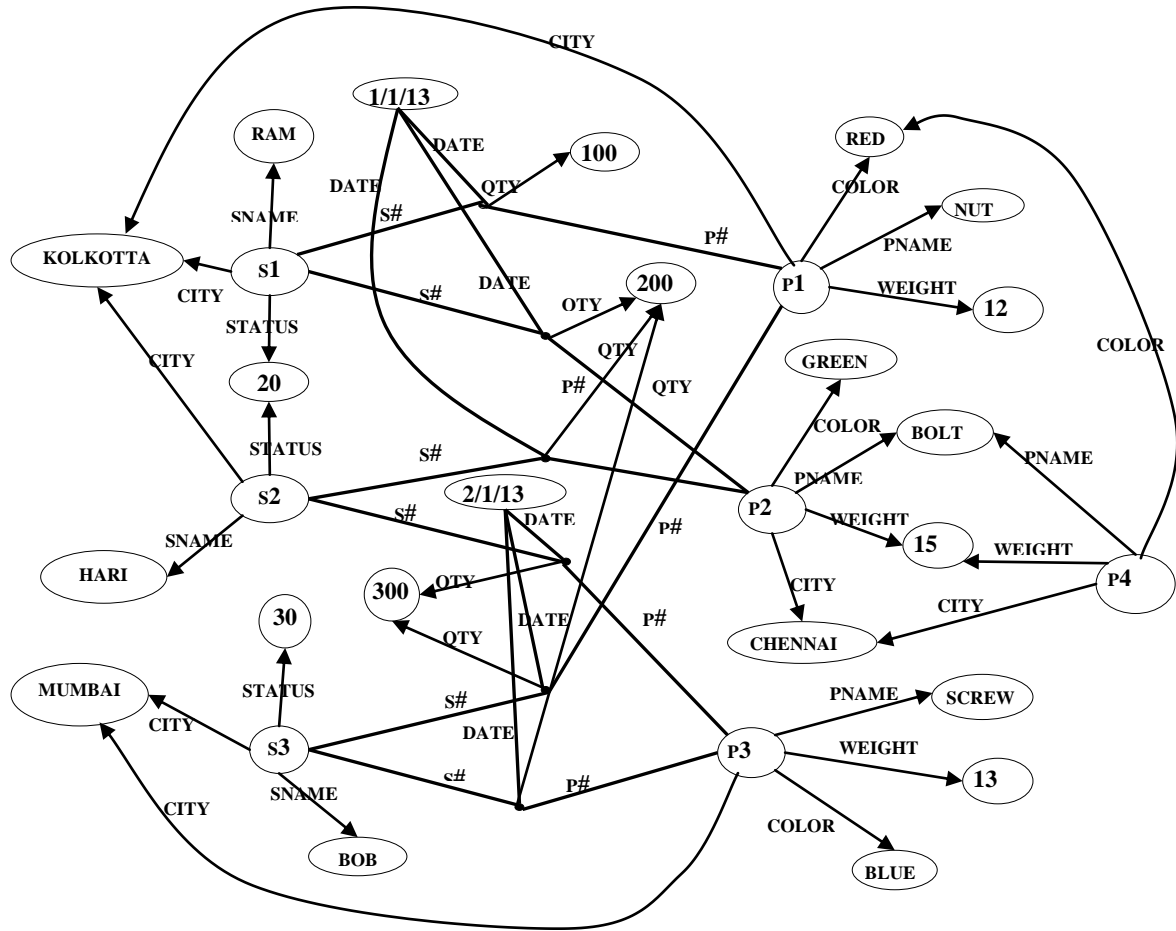 CITY
1/1/13
RAM
RED
DATE
100
COLOR
DATE
QTY
SNAME
S#
NUT
P#
PNAME
KOLKOTTA
S1
S#
DATE
200
P1
WEIGHT
CITY
OTY
12
STATUS
QTY
COLOR
CITY
GREEN
20
P#
QTY
COLOR
BOLT
STATUS
S#
PNAME
PNAME
S2
2/1/13
P2
S#
DATE
P#
WEIGHT
SNAME
15
WEIGHT
HARI
300
OTY
P4
CITY
CITY
30
DATE
P#
QTY
CHENNAI
MUMBAI
STATUS
PNAME
SCREW
CITY
S#
DATE
S3
P3
WEIGHT
S#
P#
13
SNAME
CITY
COLOR
BOB
BLUE